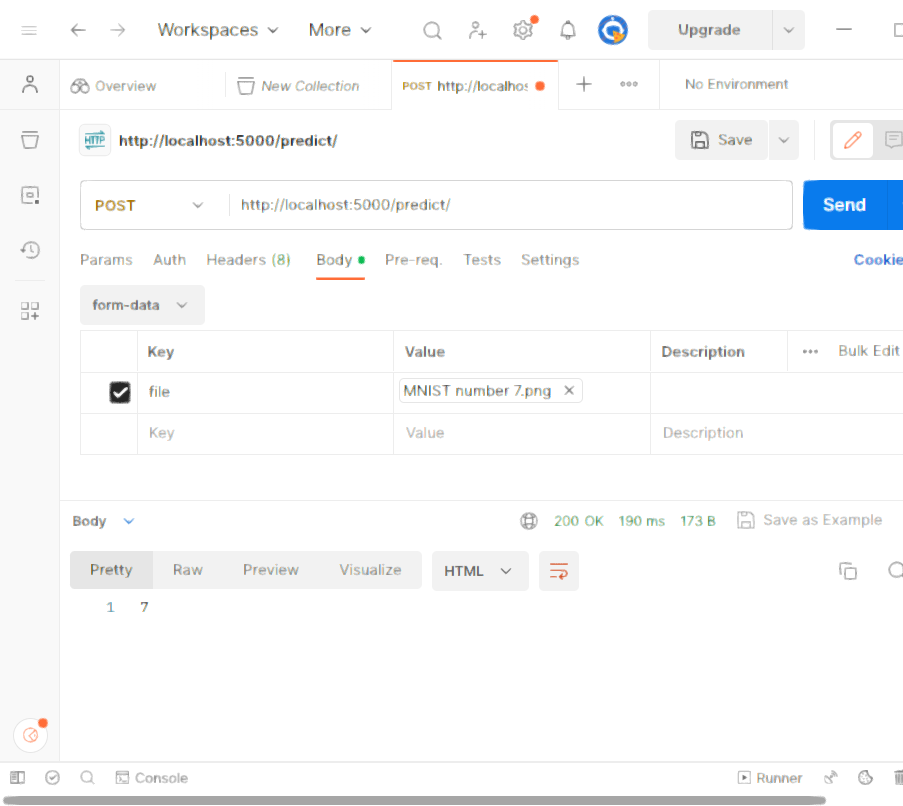 Workspaces More Upgrade
Overview New Collection POST http://localhos No Environment
HTTP http://localhost:5000/predict/ Save
POST http://localhost:5000/predict/ Send
Params Auth Headers (8) Body Pre-req. Tests Settings Cookie
form-data
Key Value Description Bulk Edit
file MNIST number 7.png
Key Value Description
Body 200 OK 190 ms 173 B Save as Example
Pretty Raw Preview Visualize HTML
1 7
Console Runner